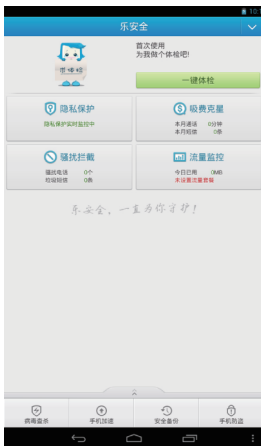 10:
乐安全
首次使用
为我做个体检吧!
一键体检
隐私保护
隐私保护实时监控中
吸费克星
本月通话 0分钟
本月短信 0条
骚扰拦截
骚扰电话 0个
垃圾短信 0条
流量监控
今日已用 0MB
未设置流量套餐
乐安全, 一直为你守护!
病毒查杀
手机加速
安全备份
手机防盗